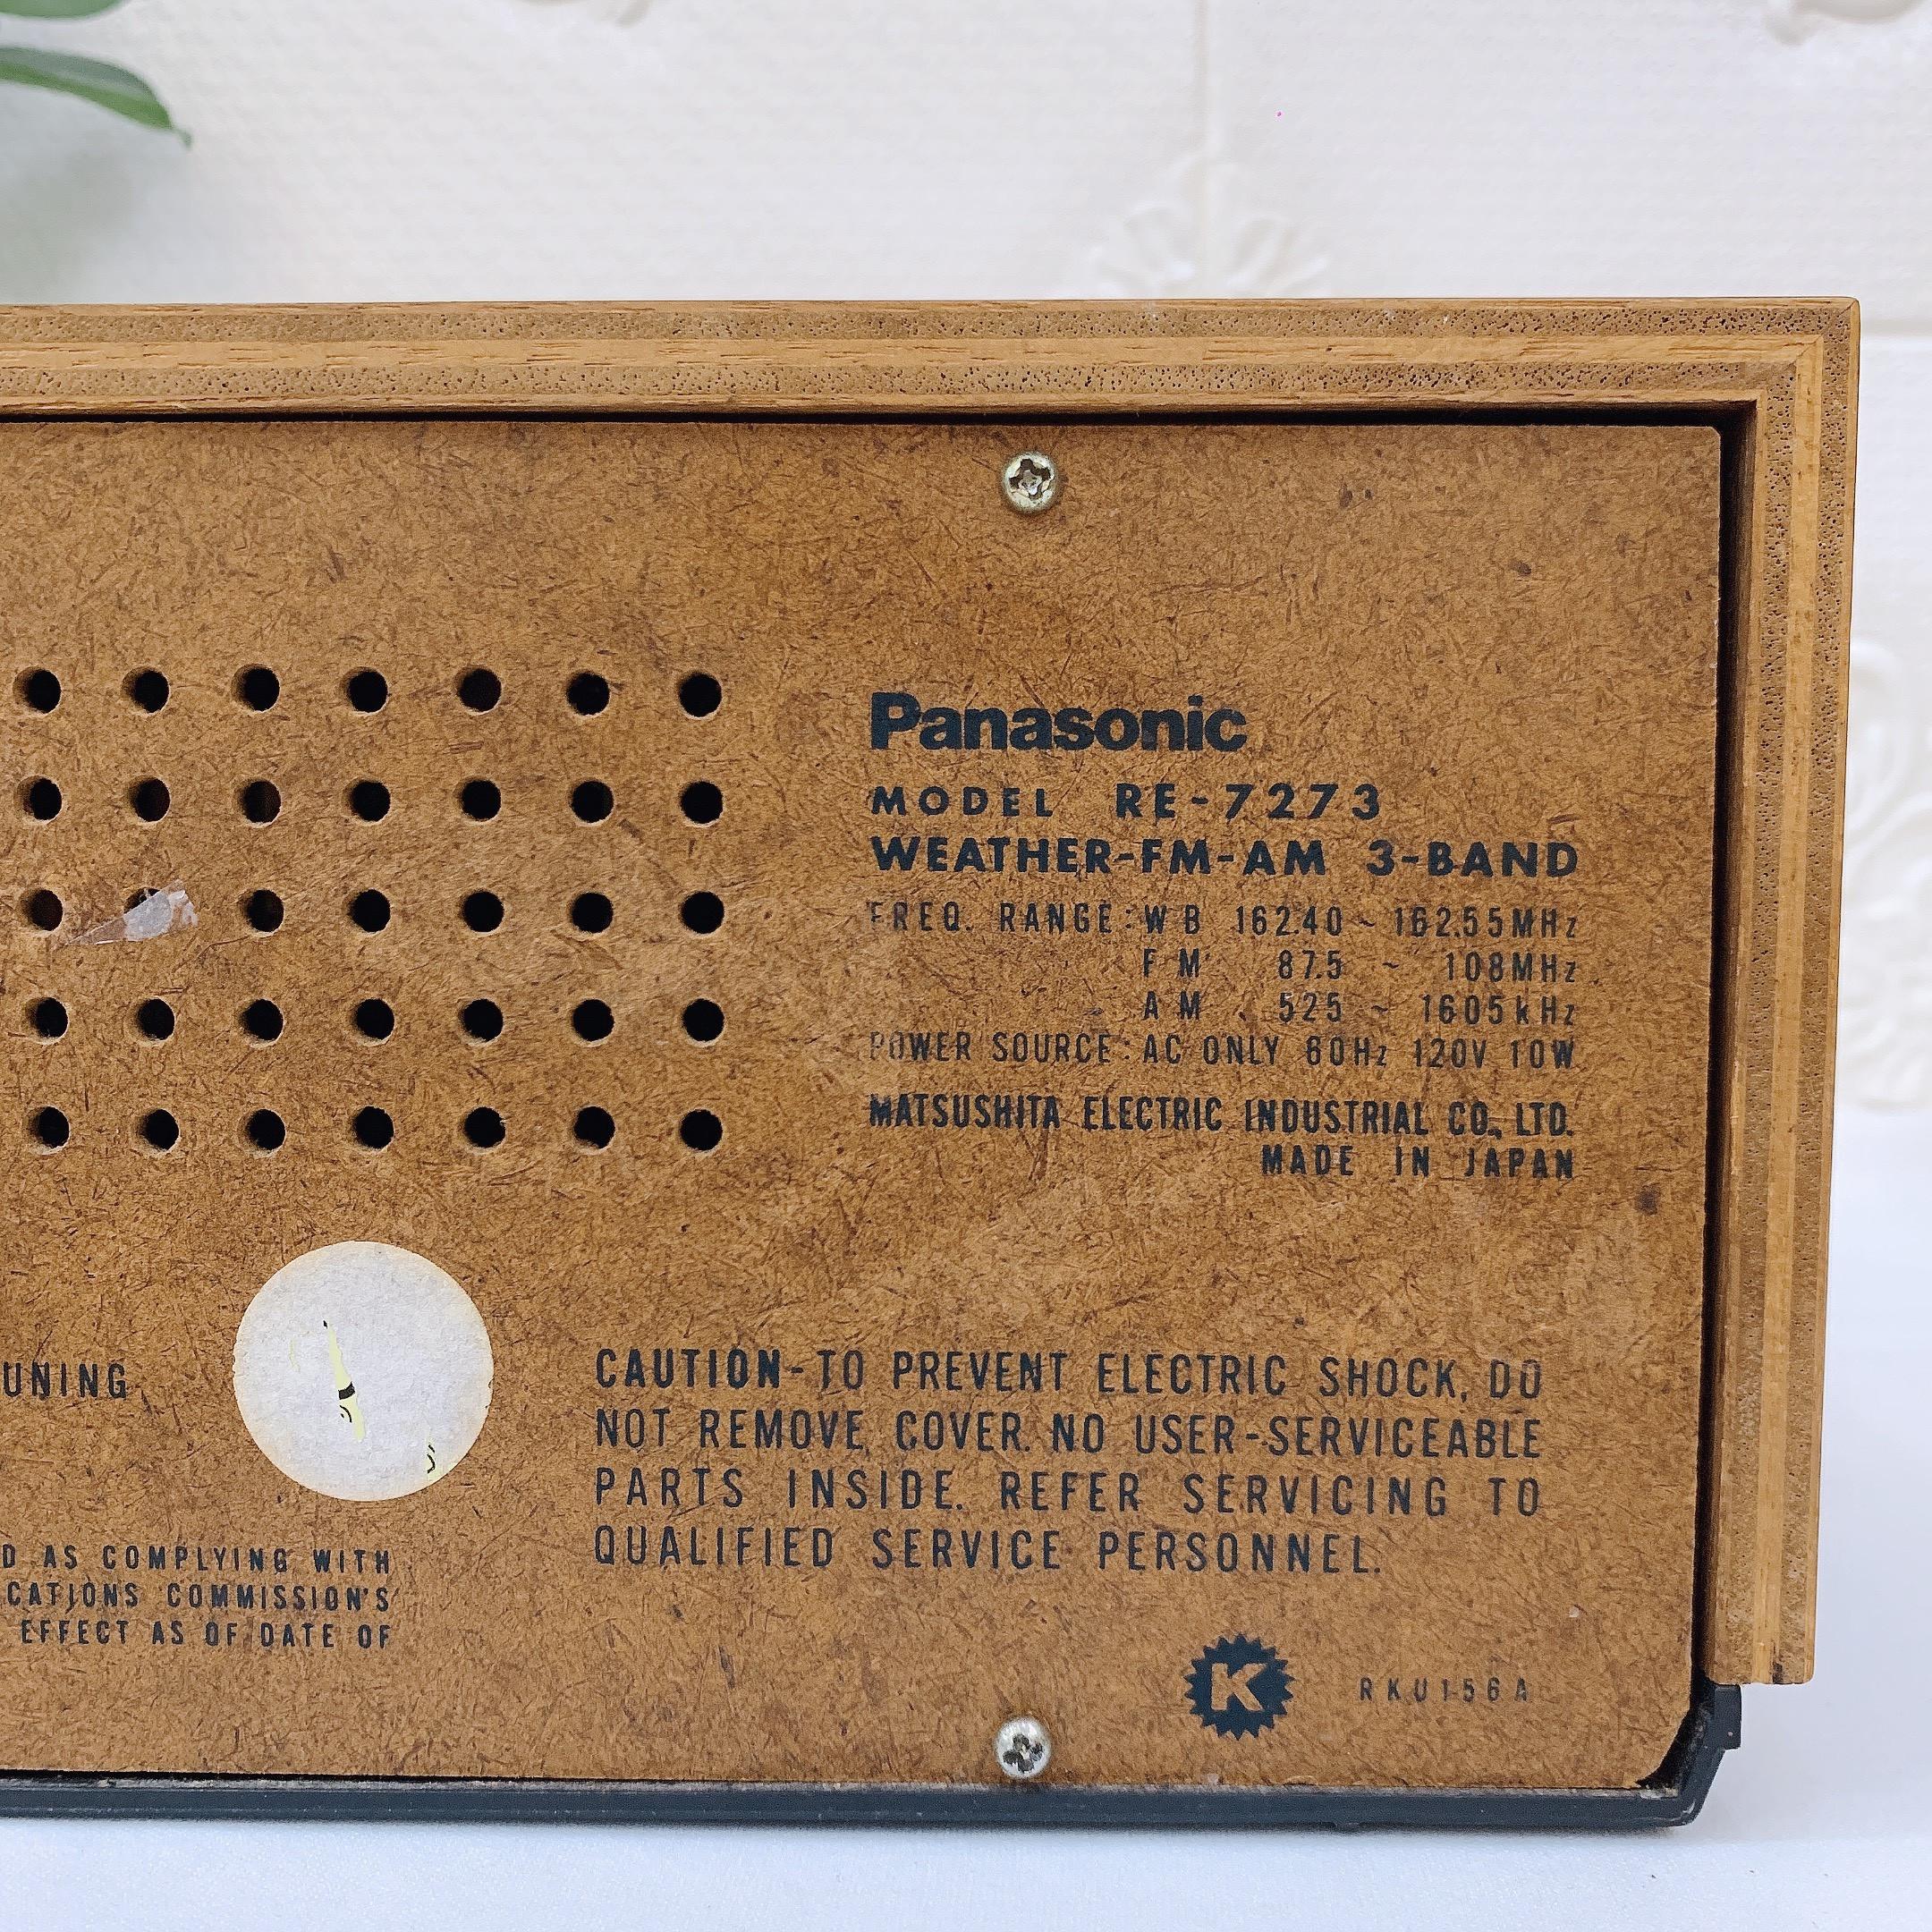 Panasonic
MODEL RE-7273
WEATHER-FM-AM 3-BAND
FREQ. RANGE: WB 162.40 ~ 162.55MHz
FM 87.5 ~ 108MHz
AM 525 ~ 1605kHz
POWER SOURCE: AC ONLY 60Hz 120V 10W
MATSUSHITA ELECTRIC INDUSTRIAL CO., LTD.
MADE IN JAPAN
UNING
CAUTION-TO PREVENT ELECTRIC SHOCK, DO
NOT REMOVE COVER. NO USER-SERVICEABLE
PARTS INSIDE. REFER SERVICING TO
QUALIFIED SERVICE PERSONNEL.
D AS COMPLYING WITH
CATIONS COMMISSION'S
EFFECT AS OF DATE OF
K
RKU156A